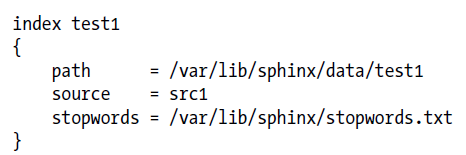 index test1
{
    path      = /var/lib/sphinx/data/test1
    source    = src1
    stopwords = /var/lib/sphinx/stopwords.txt
}